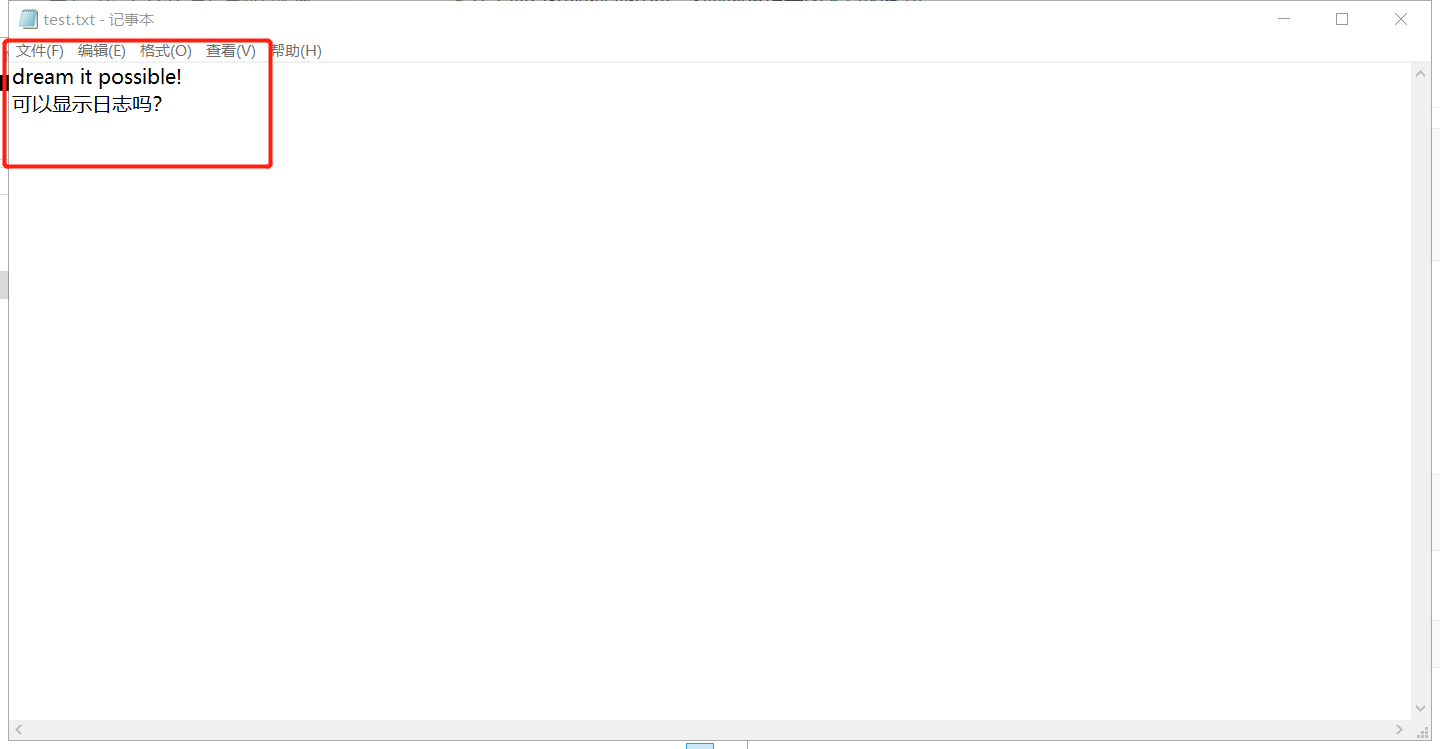 test.txt - 记事本
文件(F) 编辑(E) 格式(O) 查看(V) 帮助(H)
dream it possible!
可以显示日志吗?